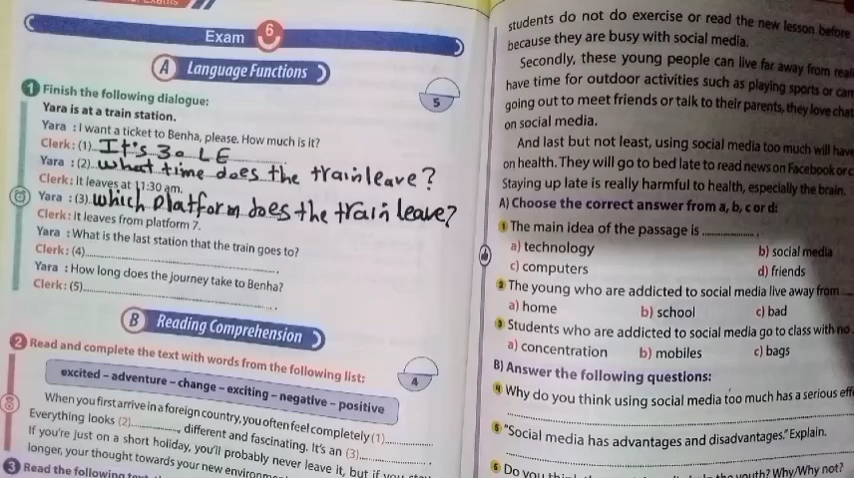 Exam 6
A Language Functions
5
1 Finish the following dialogue:
Yara is at a train station.
Yara : I want a ticket to Benha, please. How much is it?
Clerk : (1) It's 30 LE
Yara : (2) what time does the train leave?
Clerk : It leaves at 11:30 am.
Yara : (3) which Platform does the train leave?
Clerk : It leaves from platform 7.
Yara : What is the last station that the train goes to?
Clerk : (4)
Yara : How long does the journey take to Benha?
Clerk : (5)
B Reading Comprehension
4
2 Read and complete the text with words from the following list:
excited – adventure – change – exciting – negative – positive
When you first arrive in a foreign country, you often feel completely (1)
Everything looks (2) , different and fascinating. It's an (3) .
If you're just on a short holiday, you'll probably never leave it, but if you
longer, your thought towards your new
3 Read the following
students do not do exercise or read the new lesson before
because they are busy with social media.
Secondly, these young people can live far away from
have time for outdoor activities such as playing sports or
going out to meet friends or talk to their parents, they love
on social media.
And last but not least, using social media too much will have
on health. They will go to bed late to read news on Facebook or
Staying up late is really harmful to health, especially the brain.
A) Choose the correct answer from a, b, c or d:
1 The main idea of the passage is .
a) technology b) social media
c) computers d) friends
2 The young who are addicted to social media live away from
a) home b) school c) bad
3 Students who are addicted to social media go to class with no
a) concentration b) mobiles c) bags
B) Answer the following questions:
4 Why do you think using social media too much has a serious
5 "Social media has advantages and disadvantages." Explain.
6 Do you the youth? Why/Why not?